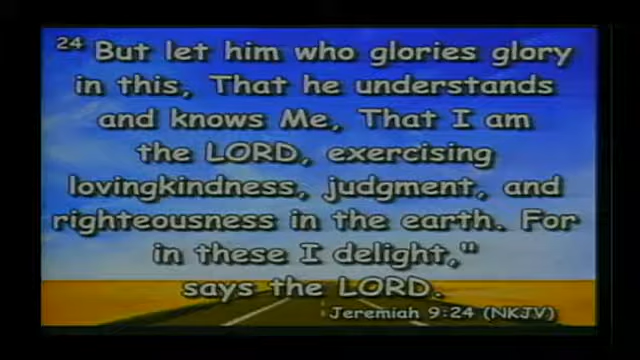 24 But let him who glories glory
in this, That he understands
and knows Me, That I am
the LORD, exercising
lovingkindness, judgment, and
righteousness in the earth. For
in these I delight,"
says the LORD.
Jeremiah 9:24 (NKJV)